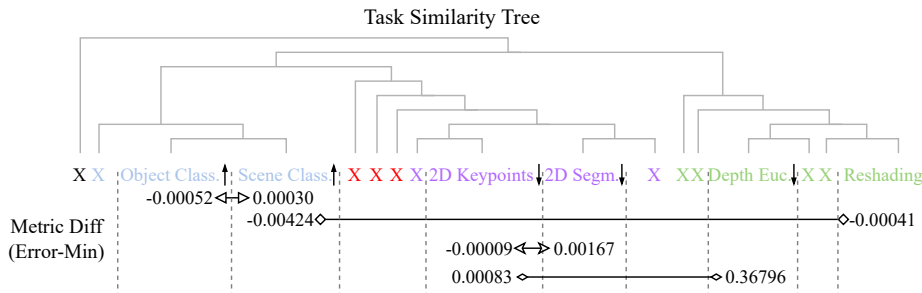 Task Similarity Tree
X X Object Class. Scene Class. X X X X 2D Keypoints 2D Segm. X X X Depth Euc. X X Reshading
-0.00052 0.00030
-0.00424 -0.00041
Metric Diff
(Error-Min)
-0.00009 0.00167
0.00083 0.36796